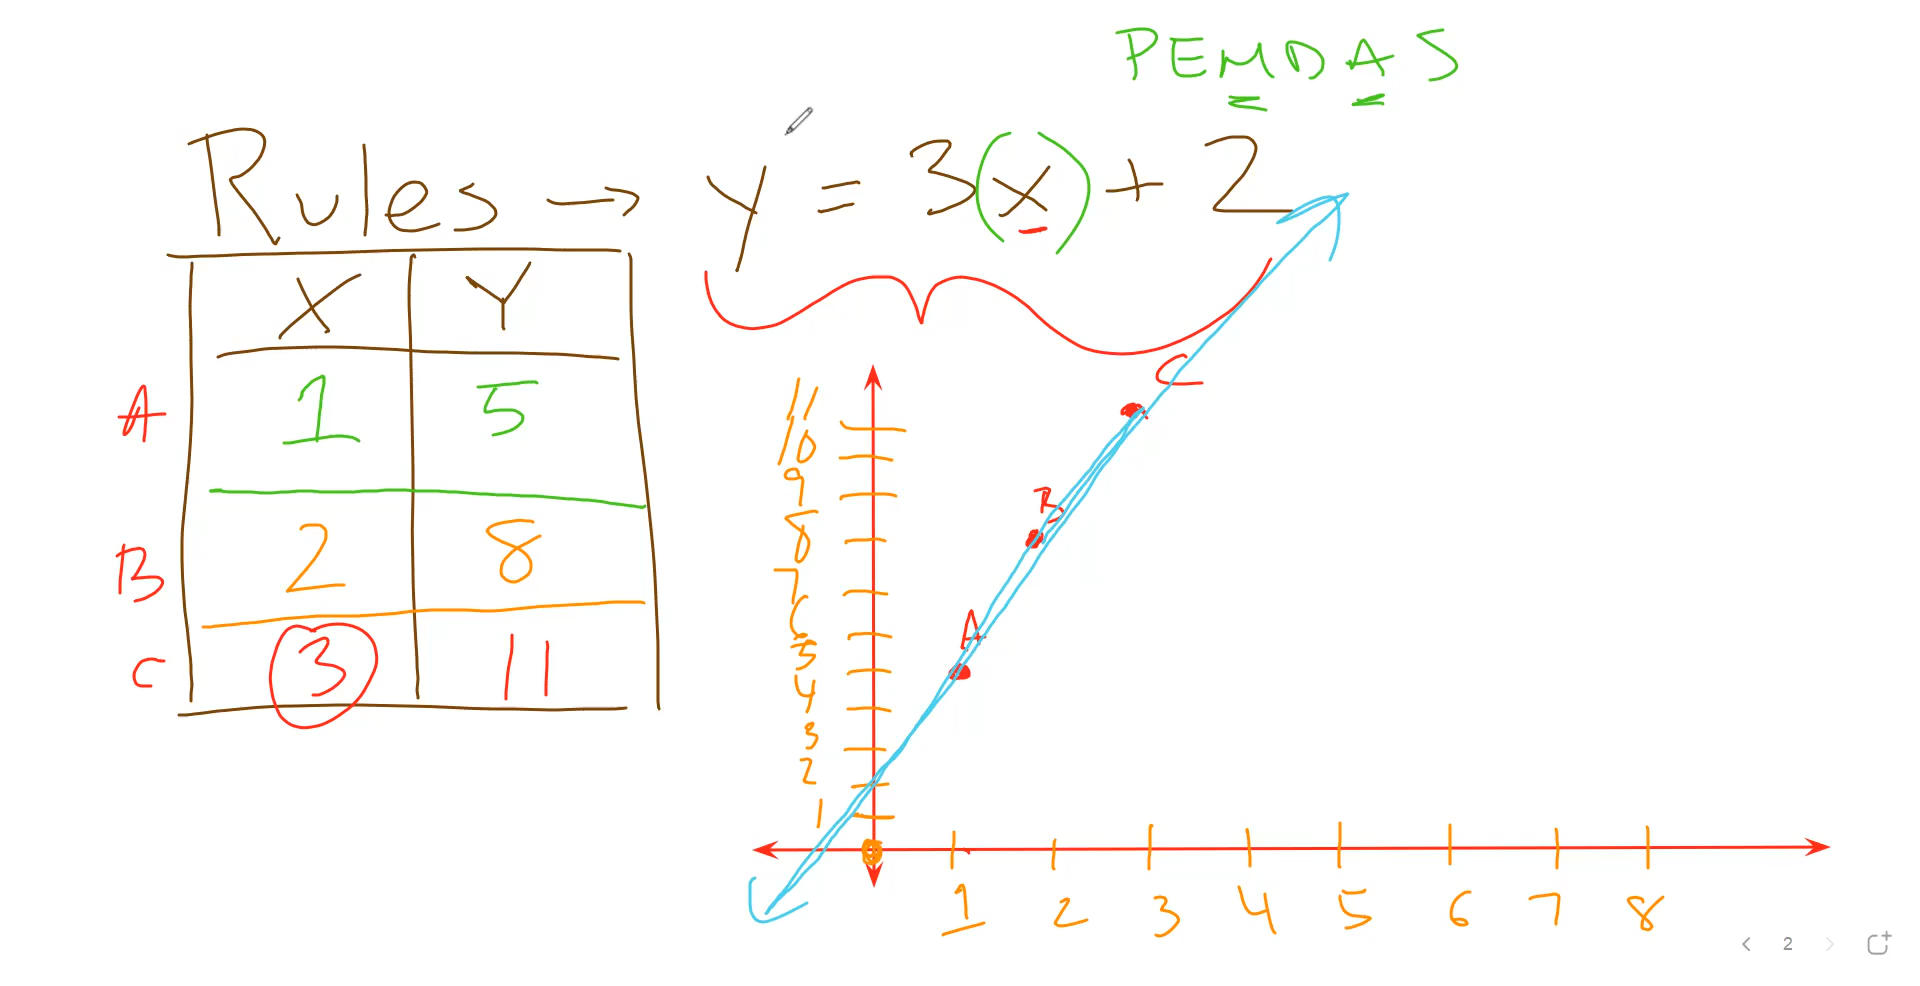 PEMDAS
Rules → y = 3(x) + 2
X Y
A 1 5
B 2 8
C 3 11
C
B
A
11
10
9
8
7
6
5
4
3
2
1
0
1 2 3 4 5 6 7 8
2